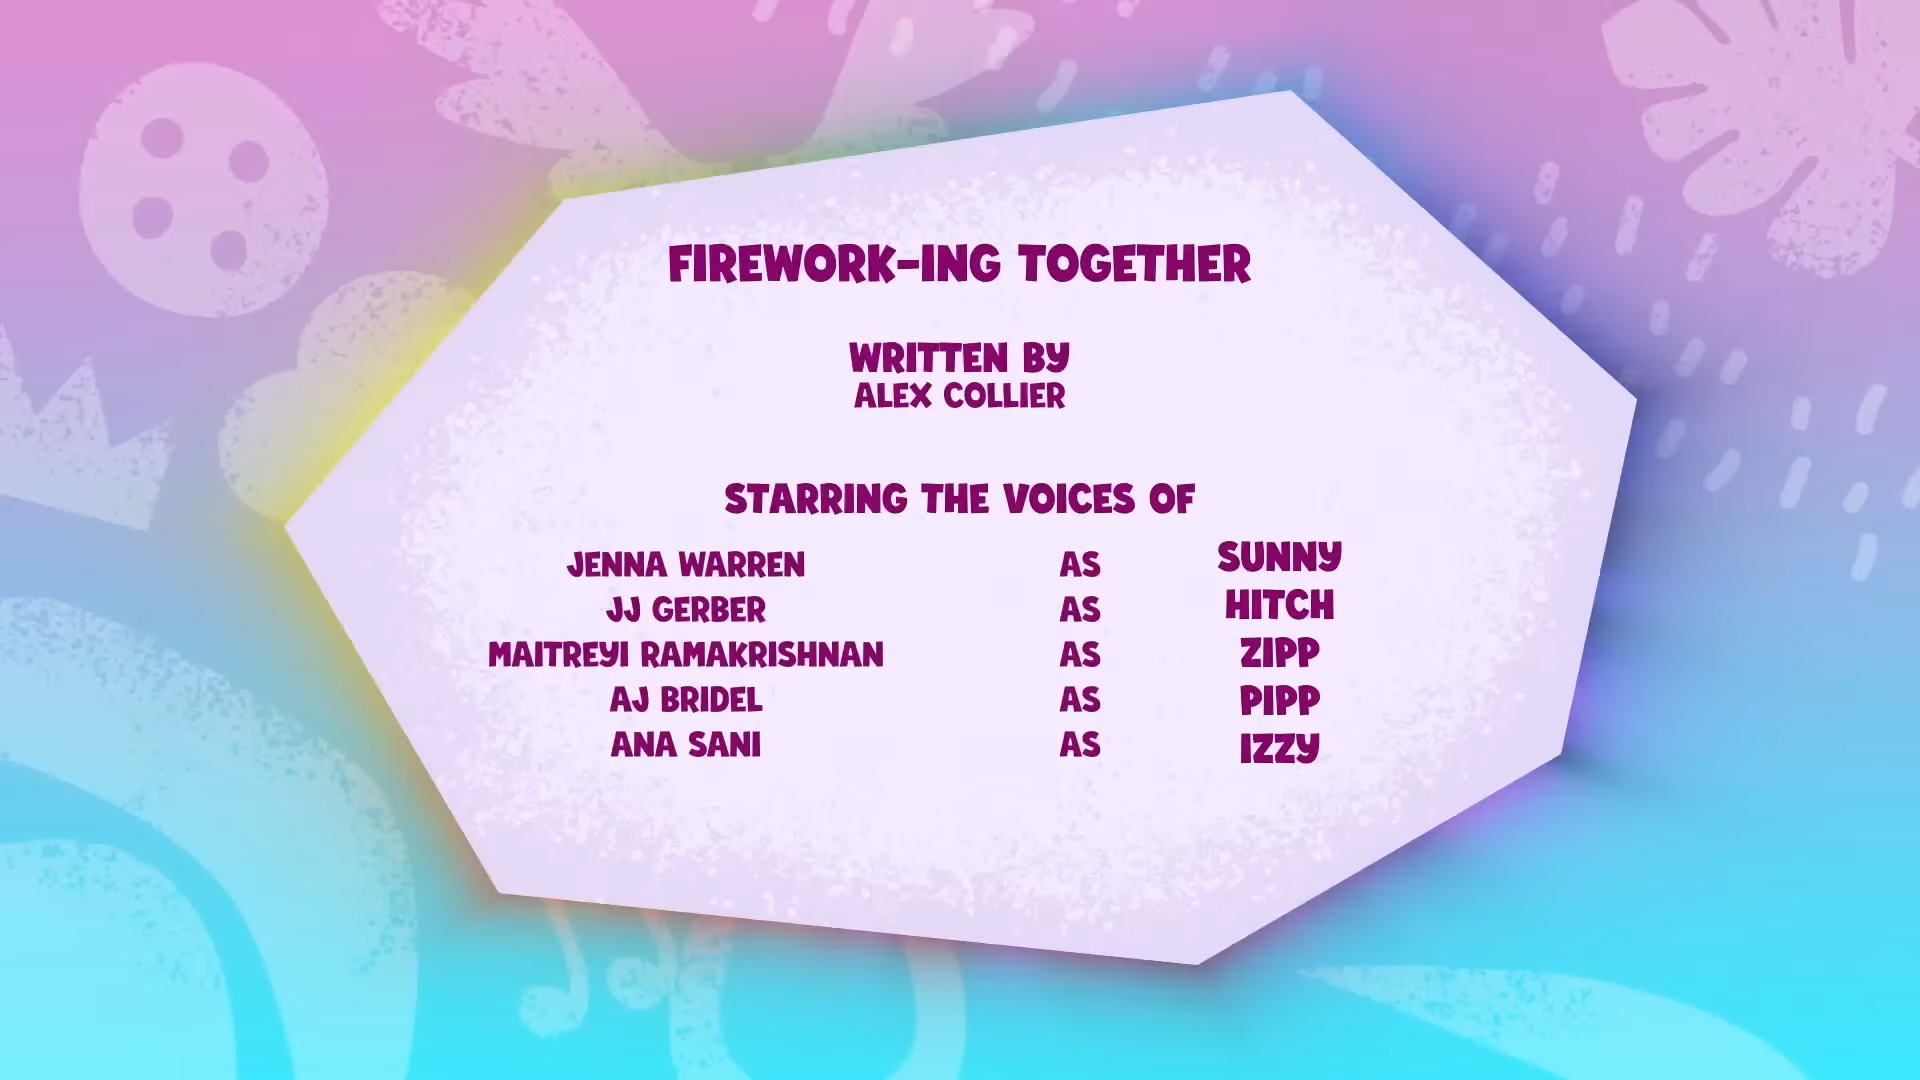 FIREWORK-ING TOGETHER
WRITTEN BY
ALEX COLLIER
STARRING THE VOICES OF
JENNA WARREN AS SUNNY
JJ GERBER AS HITCH
MAITREYI RAMAKRISHNAN AS ZIPP
AJ BRIDEL AS PIPP
ANA SANI AS IZZY